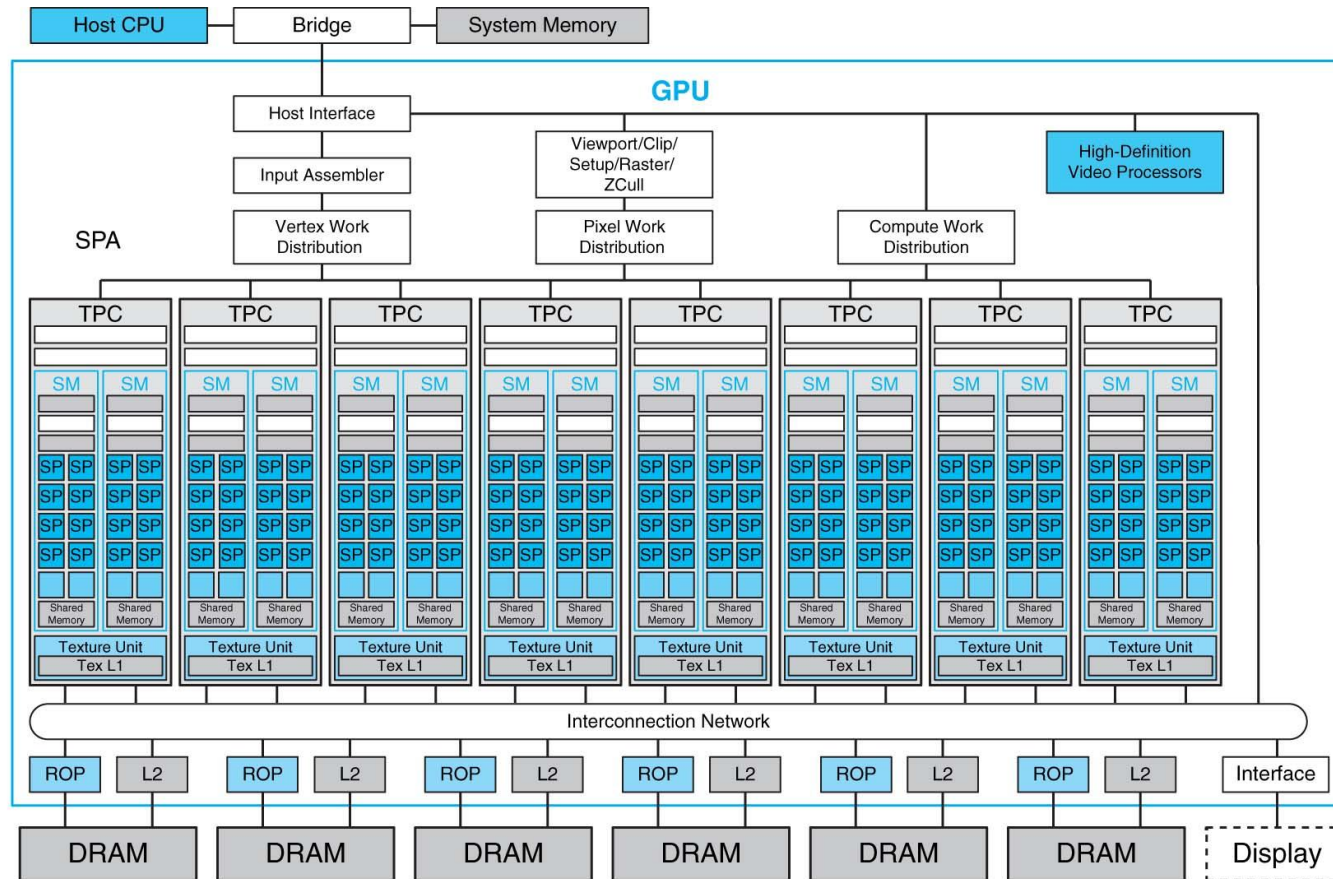 Host CPU
Bridge
System Memory
GPU
Host Interface
Viewport/Clip/
Setup/Raster/
ZCull
High-Definition
Video Processors
Input Assembler
SPA
Vertex Work
Distribution
Pixel Work
Distribution
Compute Work
Distribution
TPC TPC TPC TPC TPC TPC TPC TPC
SM SM SM SM SM SM SM SM SM SM SM SM SM SM SM SM
SP SP SP SP SP SP SP SP SP SP SP SP SP SP SP SP SP SP SP SP SP SP SP SP SP SP SP SP SP SP SP SP
SP SP SP SP SP SP SP SP SP SP SP SP SP SP SP SP SP SP SP SP SP SP SP SP SP SP SP SP SP SP SP SP
SP SP SP SP SP SP SP SP SP SP SP SP SP SP SP SP SP SP SP SP SP SP SP SP SP SP SP SP SP SP SP SP
SP SP SP SP SP SP SP SP SP SP SP SP SP SP SP SP SP SP SP SP SP SP SP SP SP SP SP SP SP SP SP SP
Shared Shared Shared Shared Shared Shared Shared Shared Shared Shared Shared Shared Shared Shared Shared Shared
Memory Memory Memory Memory Memory Memory Memory Memory Memory Memory Memory Memory Memory Memory Memory Memory
Texture Unit Texture Unit Texture Unit Texture Unit Texture Unit Texture Unit Texture Unit Texture Unit
Tex L1 Tex L1 Tex L1 Tex L1 Tex L1 Tex L1 Tex L1 Tex L1
Interconnection Network
ROP L2 ROP L2 ROP L2 ROP L2 ROP L2 ROP L2 Interface
DRAM DRAM DRAM DRAM DRAM DRAM Display